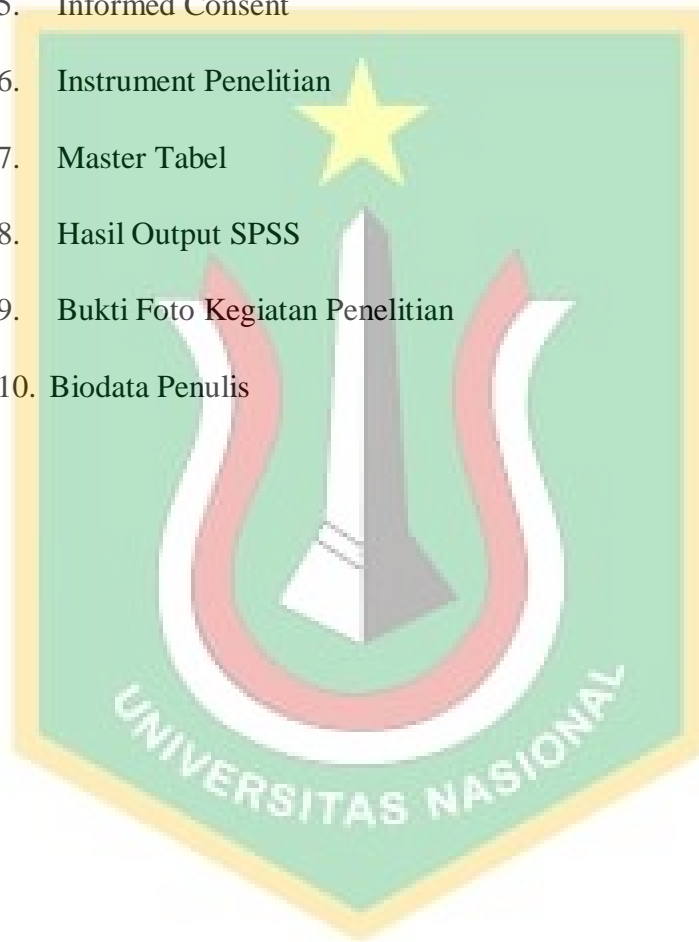 5. Informed Consent
6. Instrument Penelitian
7. Master Tabel
8. Hasil Output SPSS
9. Bukti Foto Kegiatan Penelitian
10. Biodata Penulis
UNIVERSITAS NASIONAL